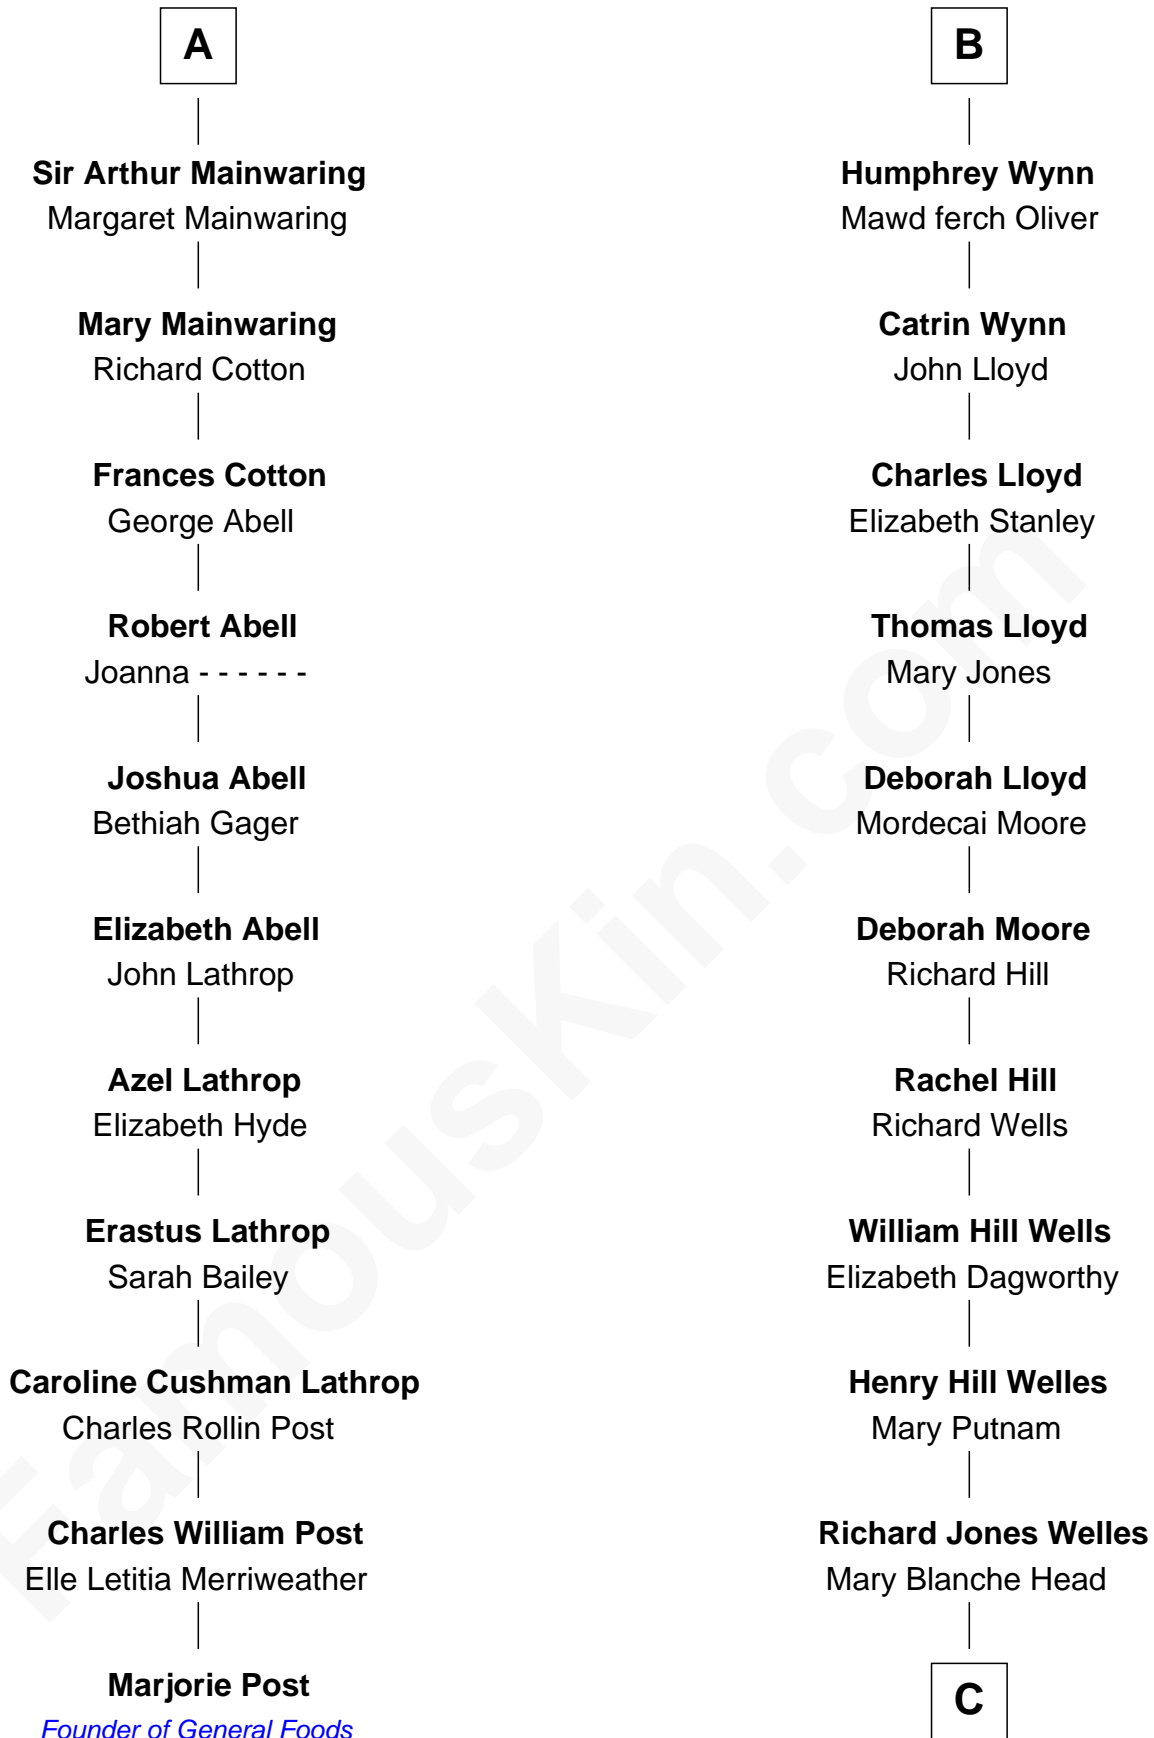 A
Sir Arthur Mainwaring
Margaret Mainwaring
Mary Mainwaring
Richard Cotton
Frances Cotton
George Abell
Robert Abell
Joanna - - - - - -
Joshua Abell
Bethiah Gager
Elizabeth Abell
John Lathrop
Azel Lathrop
Elizabeth Hyde
Erastus Lathrop
Sarah Bailey
Caroline Cushman Lathrop
Charles Rollin Post
Charles William Post
Elle Letitia Merriweather
Marjorie Post
Founder of General Foods
B
Humphrey Wynn
Mawd ferch Oliver
Catrin Wynn
John Lloyd
Charles Lloyd
Elizabeth Stanley
Thomas Lloyd
Mary Jones
Deborah Lloyd
Mordecai Moore
Deborah Moore
Richard Hill
Rachel Hill
Richard Wells
William Hill Wells
Elizabeth Dagworthy
Henry Hill Welles
Mary Putnam
Richard Jones Welles
Mary Blanche Head
C
FamousKin.com